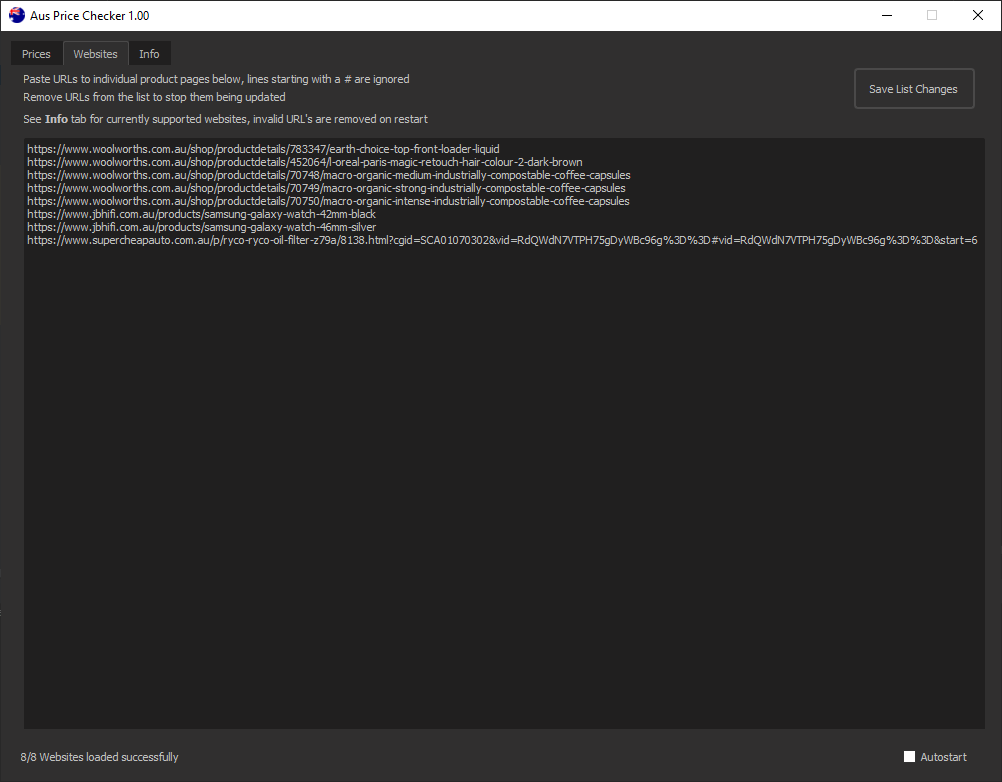 Aus Price Checker 1.00
Prices Websites Info
Paste URLs to individual product pages below, lines starting with a # are ignored
Remove URLs from the list to stop them being updated
See Info tab for currently supported websites, invalid URL's are removed on restart
Save List Changes
https://www.woolworths.com.au/shop/productdetails/783347/earth-choice-top-front-loader-liquid
https://www.woolworths.com.au/shop/productdetails/452064/l-oreal-paris-magic-retouch-hair-colour-2-dark-brown
https://www.woolworths.com.au/shop/productdetails/70748/macro-organic-medium-industrially-compostable-coffee-capsules
https://www.woolworths.com.au/shop/productdetails/70749/macro-organic-strong-industrially-compostable-coffee-capsules
https://www.woolworths.com.au/shop/productdetails/70750/macro-organic-intense-industrially-compostable-coffee-capsules
https://www.jbhifi.com.au/products/samsung-galaxy-watch-42mm-black
https://www.jbhifi.com.au/products/samsung-galaxy-watch-46mm-silver
https://www.supercheapauto.com.au/p/ryco-ryco-oil-filter-z79a/8138.html?cgid=SCA01070302&vid=RdQWdN7VTPH75gDyWBc96g%3D%3D#vid=RdQWdN7VTPH75gDyWBc96g%3D%3D&start=6
8/8 Websites loaded successfully
Autostart